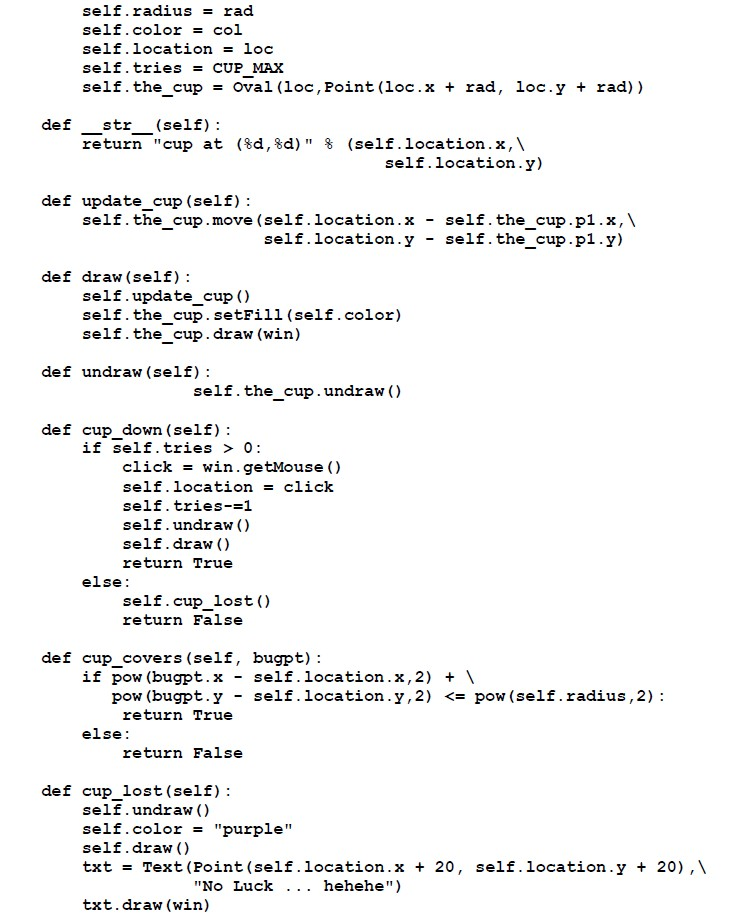 self.radius = rad
self.color = col
self.location = loc
self.tries = CUP_MAX
self.the_cup = Oval(loc,Point(loc.x + rad, loc.y + rad))
def __str__(self):
return "cup at (%d,%d)" % (self.location.x,\
self.location.y)
def update_cup(self):
self.the_cup.move(self.location.x - self.the_cup.p1.x,\
self.location.y - self.the_cup.p1.y)
def draw(self):
self.update_cup()
self.the_cup.setFill(self.color)
self.the_cup.draw(win)
def undraw(self):
self.the_cup.undraw()
def cup_down(self):
if self.tries > 0:
click = win.getMouse()
self.location = click
self.tries-=1
self.undraw()
self.draw()
return True
else:
self.cup_lost()
return False
def cup_covers(self, bugpt):
if pow(bugpt.x - self.location.x,2) + \
pow(bugpt.y - self.location.y,2) <= pow(self.radius,2):
return True
else:
return False
def cup_lost(self):
self.undraw()
self.color = "purple"
self.draw()
txt = Text(Point(self.location.x + 20, self.location.y + 20),\
"No Luck ... hehehe")
txt.draw(win)